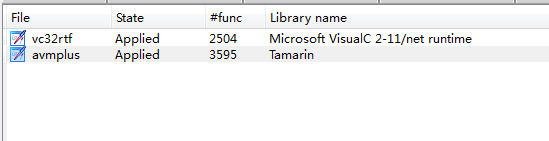 File State #func Library name
vc32rtf Applied 2504 Microsoft VisualC 2-11/net runtime
avmplus Applied 3595 Tamarin